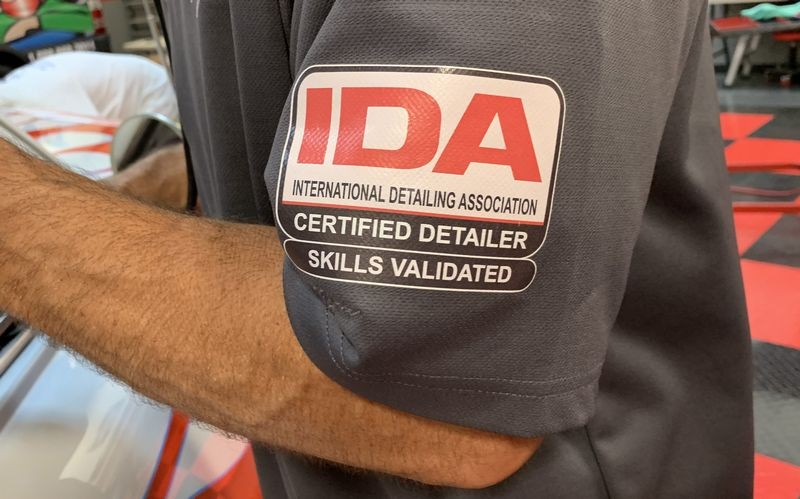 IDA
INTERNATIONAL DETAILING ASSOCIATION
CERTIFIED DETAILER
SKILLS VALIDATED